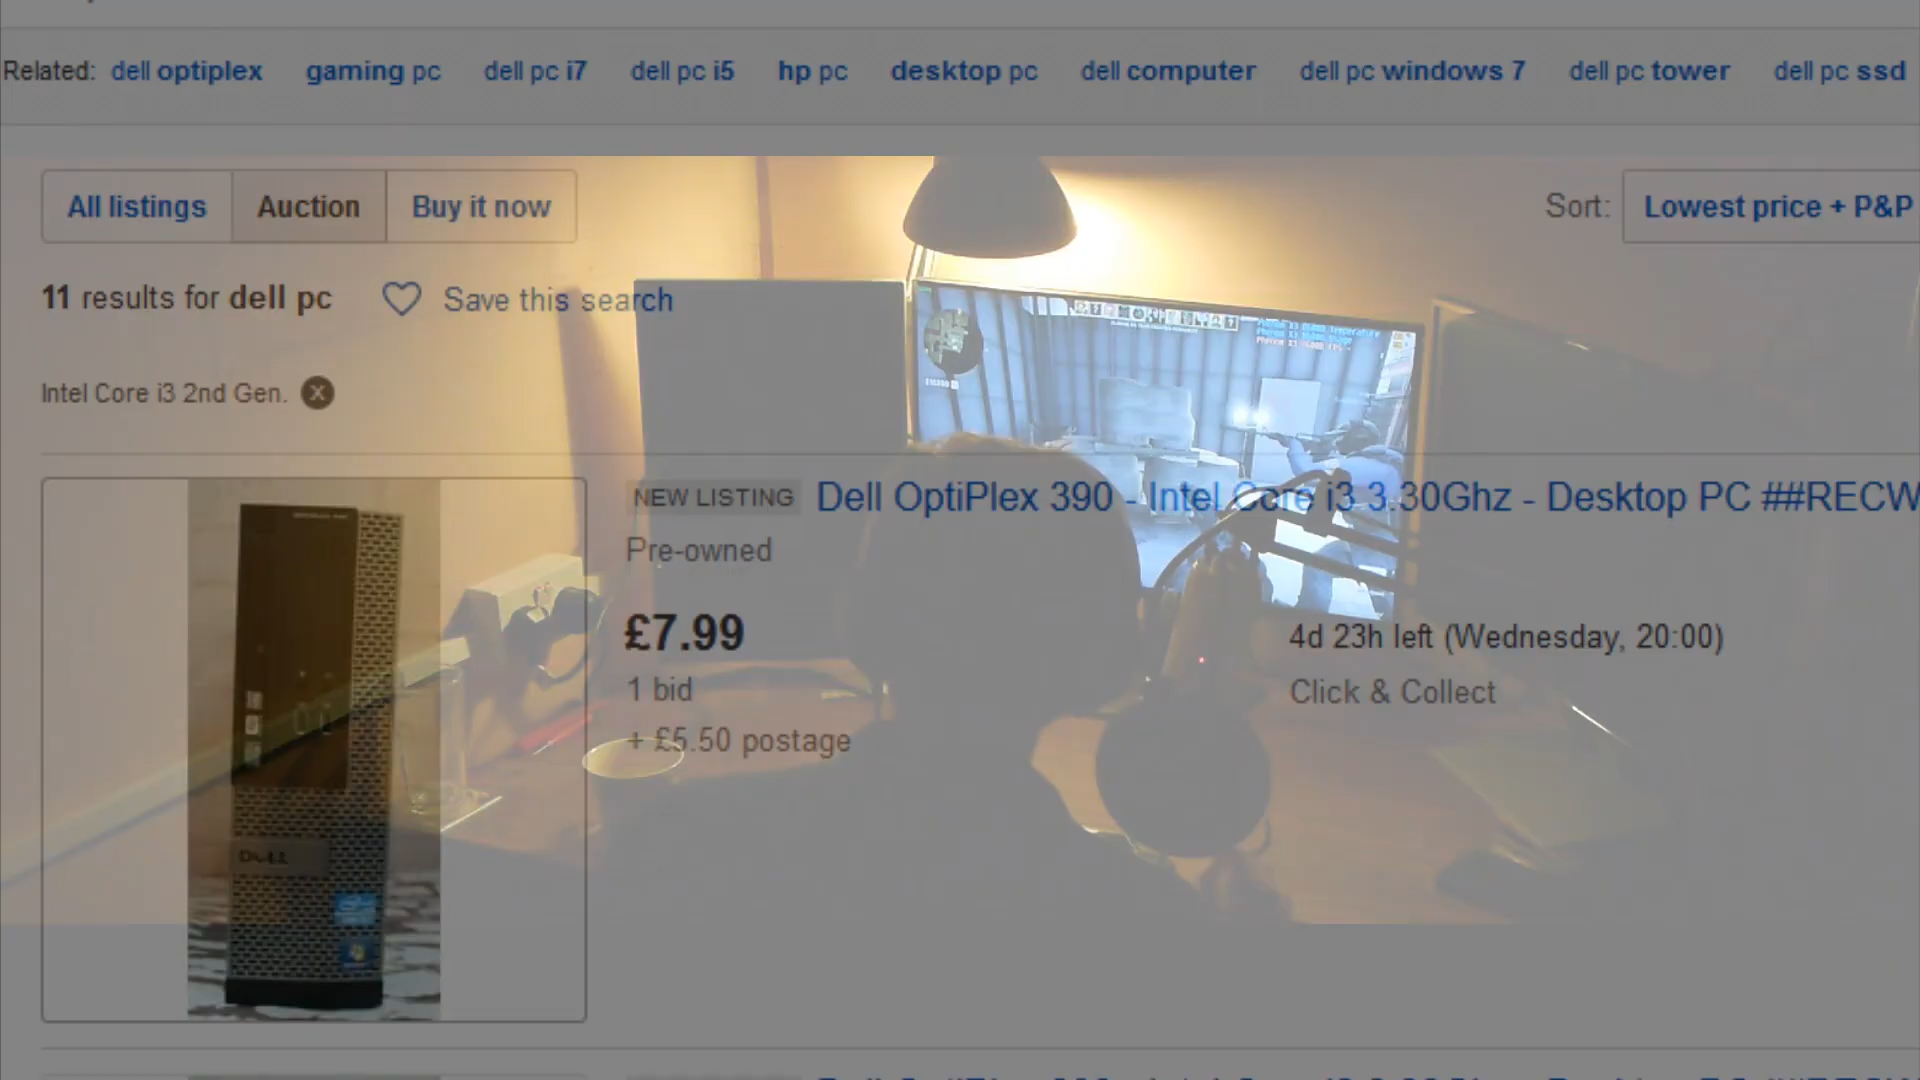 Related: dell optiplex gaming pc dell pc i7 dell pc i5 hp pc desktop pc dell computer dell pc windows 7 dell pc tower dell pc ssd
All listings Auction Buy it now Sort: Lowest price + P&P
11 results for dell pc Save this search
Intel Core i3 2nd Gen.
NEW LISTING Dell OptiPlex 390 - Intel Core i3 3.30Ghz - Desktop PC ##RECW
Pre-owned
£7.99
4d 23h left (Wednesday, 20:00)
1 bid
Click & Collect
+ £5.50 postage
DELL